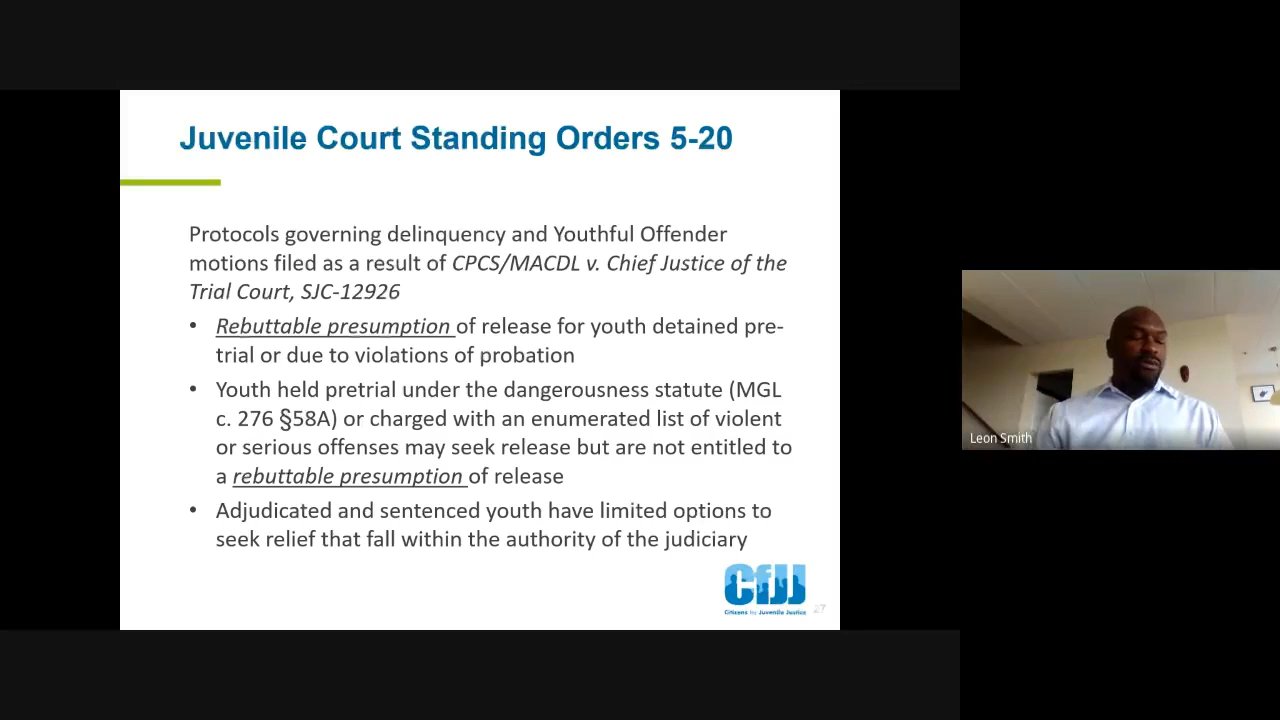 Juvenile Court Standing Orders 5-20
Protocols governing delinquency and Youthful Offender
motions filed as a result of CPCS/MACDL v. Chief Justice of the
Trial Court, SJC-12926
• Rebuttable presumption of release for youth detained pre-
trial or due to violations of probation
• Youth held pretrial under the dangerousness statute (MGL
c. 276 §58A) or charged with an enumerated list of violent
or serious offenses may seek release but are not entitled to
a rebuttable presumption of release
• Adjudicated and sentenced youth have limited options to
seek relief that fall within the authority of the judiciary
CfJJ
Citizens for Juvenile Justice
27
Leon Smith